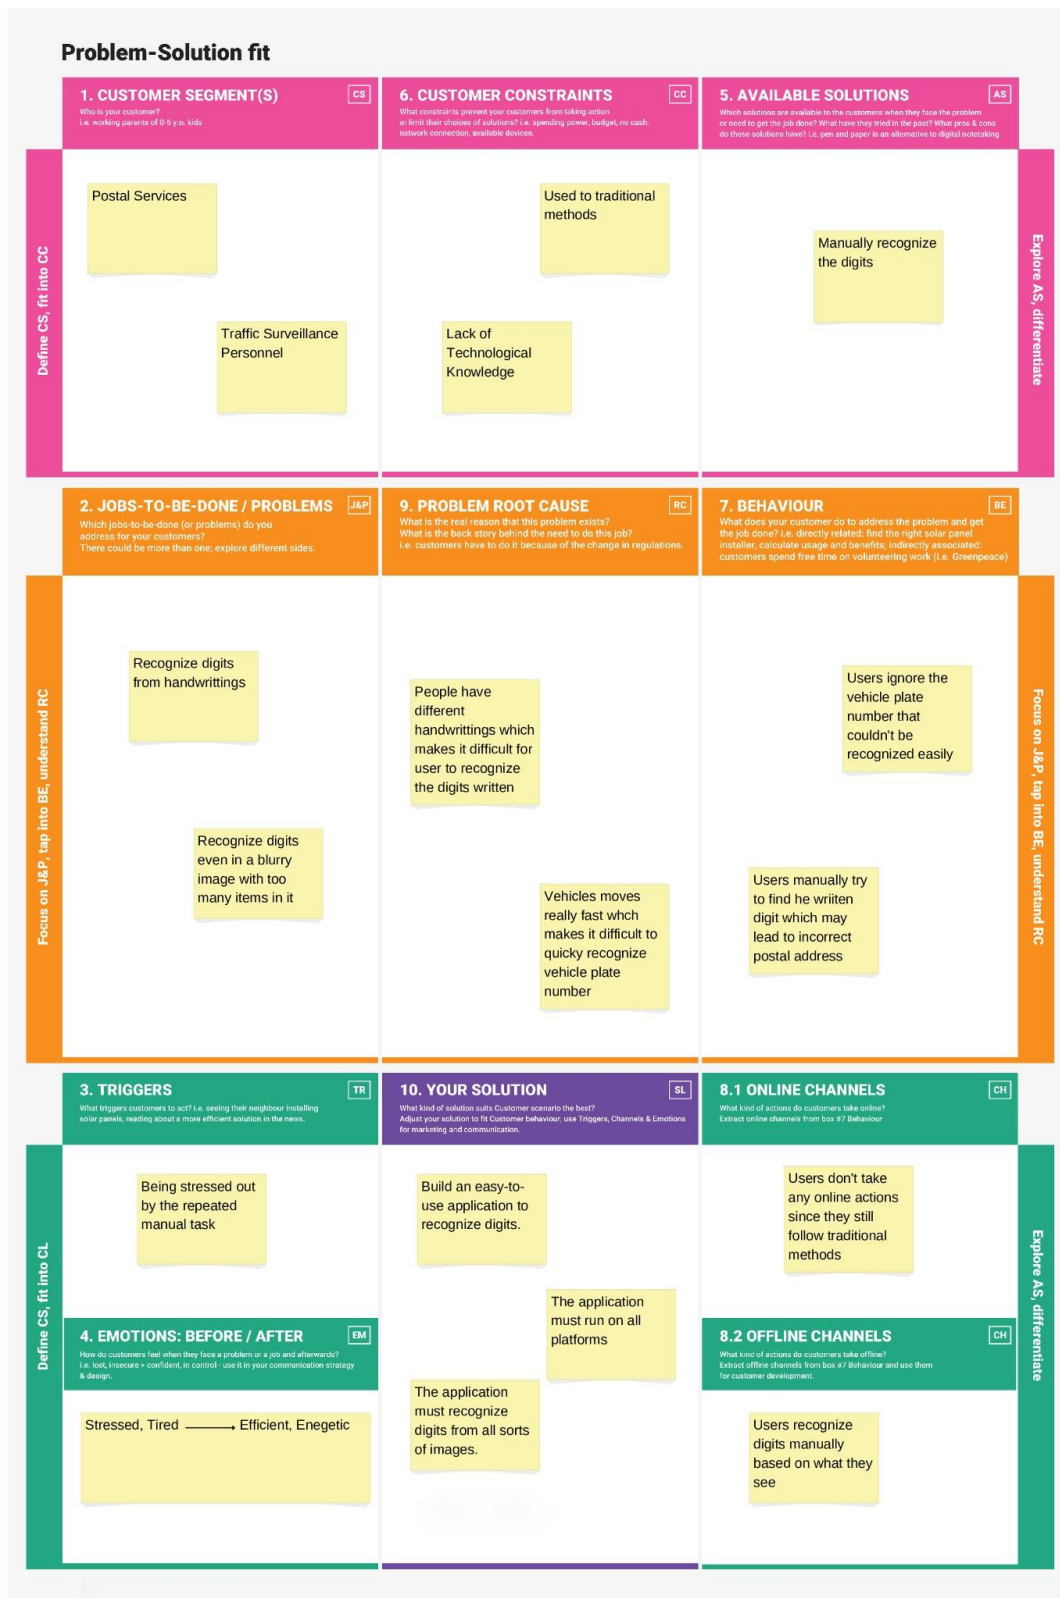 Problem-Solution fit
1. CUSTOMER SEGMENT(S)
CS
Who is your customer?
i.e. working parents of 0-5 y.o. kids
6. CUSTOMER CONSTRAINTS
CC
What constraints prevent your customers from taking action
or limit their choices of solutions? i.e. spending power, budget, no cash,
network connection, available devices.
5. AVAILABLE SOLUTIONS
AS
Which solutions are available to the customers when they face the problem
or need to get the job done? What have they tried in the past? What pros & cons
do these solutions have? i.e. pen and paper is an alternative to digital notetaking
Define CS, fit into CC
Postal Services
Traffic Surveillance
Personnel
Used to traditional
methods
Lack of
Technological
Knowledge
Manually recognize
the digits
Explore AS, differentiate
2. JOBS-TO-BE-DONE / PROBLEMS
J&P
Which jobs-to-be-done (or problems) do you
address for your customers?
There could be more than one; explore different sides.
9. PROBLEM ROOT CAUSE
RC
What is the real reason that this problem exists?
What is the back story behind the need to do this job?
i.e. customers have to do it because of the change in regulations.
7. BEHAVIOUR
BE
What does your customer do to address the problem and get
the job done? i.e. directly related: find the right solar panel
installer, calculate usage and benefits; indirectly associated:
customers spend free time on volunteering work (i.e. Greenpeace)
Focus on J&P, tap into BE, understand RC
Recognize digits
from handwrittings
Recognize digits
even in a blurry
image with too
many items in it
People have
different
handwrittings which
makes it difficult for
user to recognize
the digits written
Vehicles moves
really fast whch
makes it difficult to
quicky recognize
vehicle plate
number
Users ignore the
vehicle plate
number that
couldn't be
recognized easily
Users manually try
to find he wriiten
digit which may
lead to incorrect
postal address
Focus on J&P, tap into BE, understand RC
3. TRIGGERS
TR
What triggers customers to act? i.e. seeing their neighbour installing
solar panels, reading about a more efficient solution in the news.
10. YOUR SOLUTION
SL
What kind of solution suits Customer scenario the best?
Adjust your solution to fit Customer behaviour, use Triggers, Channels & Emotions
for marketing and communication.
8.1 ONLINE CHANNELS
CH
What kind of actions do customers take online?
Extract online channels from box #7 Behaviour
Define CS, fit into CL
Being stressed out
by the repeated
manual task
Build an easy-to-
use application to
recognize digits.
The application
must run on all
platforms
The application
must recognize
digits from all sorts
of images.
Users don't take
any online actions
since they still
follow traditional
methods
Explore AS, differentiate
4. EMOTIONS: BEFORE / AFTER
EM
How do customers feel when they face a problem or a job and afterwards?
i.e. lost, insecure > confident, in control - use it in your communication strategy
& design.
Stressed, Tired → Efficient, Enegetic
8.2 OFFLINE CHANNELS
CH
What kind of actions do customers take offline?
Extract offline channels from box #7 Behaviour and use them
for customer development.
Users recognize
digits manually
based on what they
see